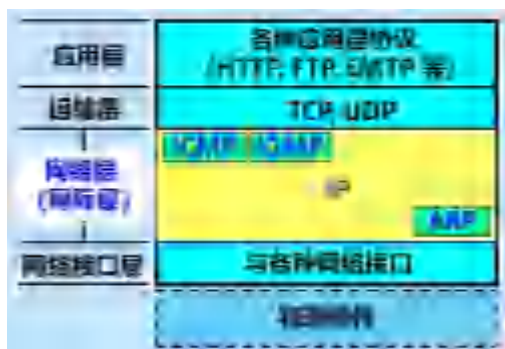 应用层
各种应用层协议
(HTTP, FTP, SMTP 等)
运输层
TCP, UDP
网络层
(网际层)
ICMP IGMP
IP
ARP
网络接口层
与各种网络接口
物理硬件